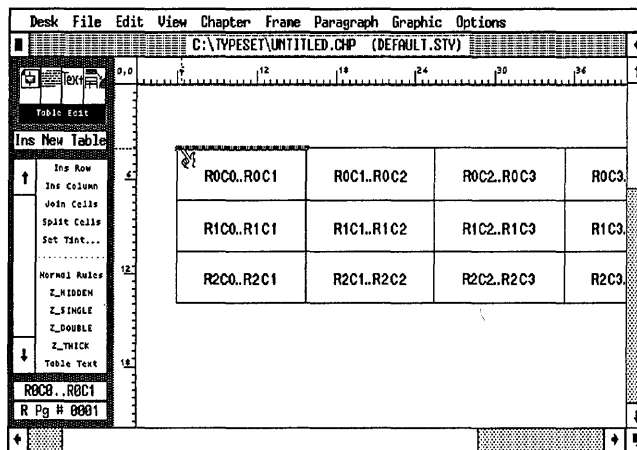 Desk File Edit View Chapter Frame Paragraph Graphic Options
C:\TYPESET\UNTITLED.CHP (DEFAULT.STY)
Text
Table Edit
Ins New Table
Ins Row
Ins Column
Join Cells
Split Cells
Set Tint...
Normal Rules
Z_HIDDEN
Z_SINGLE
Z_DOUBLE
Z_THICK
Table Text
R0C0..R0C1
R Pg # 0001
0,0 6 12 18 30 36
6
12
18
R0C0..R0C1 R0C1..R0C2 R0C2..R0C3 R0C3.
R1C0..R1C1 R1C1..R1C2 R1C2..R1C3 R1C3.
R2C0..R2C1 R2C1..R2C2 R2C2..R2C3 R2C3.